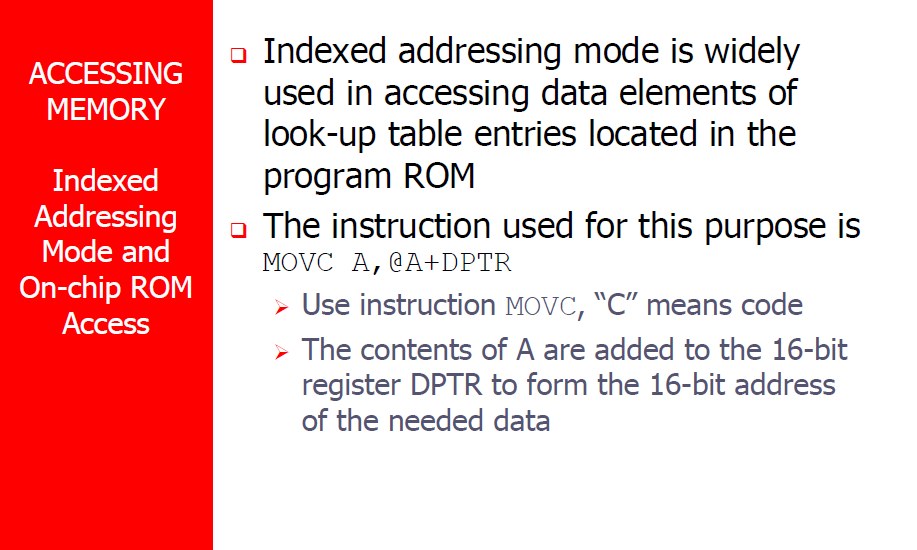 ACCESSING
MEMORY
Indexed
Addressing
Mode and
On-chip ROM
Access
Indexed addressing mode is widely
used in accessing data elements of
look-up table entries located in the
program ROM
The instruction used for this purpose is
MOVC A,@A+DPTR
Use instruction MOVC, “C” means code
The contents of A are added to the 16-bit
register DPTR to form the 16-bit address
of the needed data